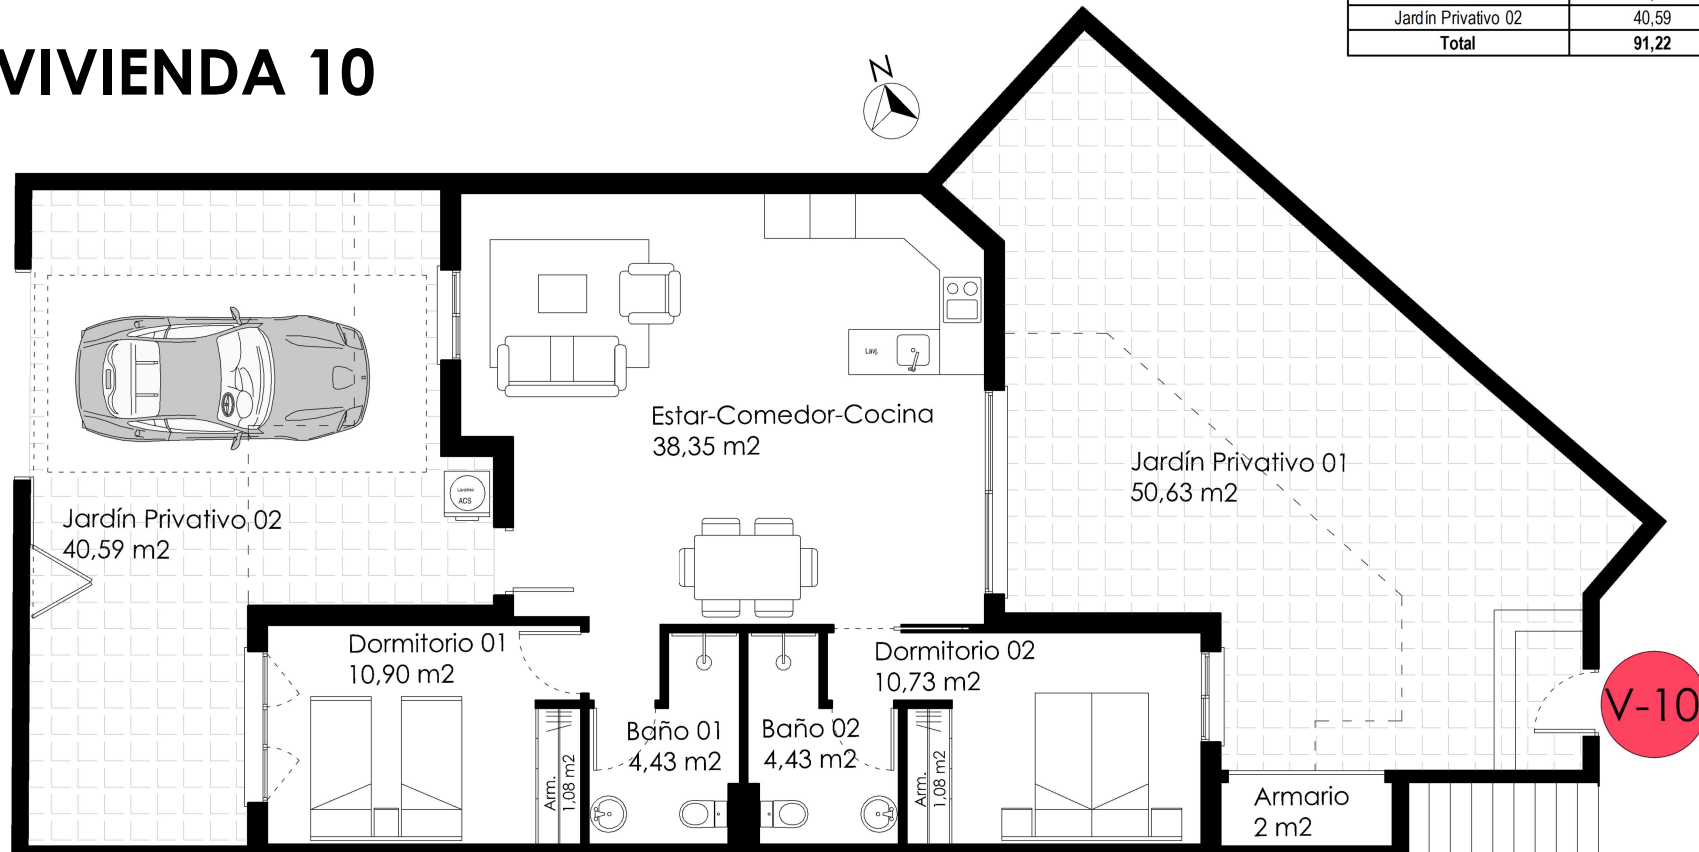 VIVIENDA 10
Jardín Privativo 02 40,59
Total 91,22
N
Estar-Comedor-Cocina
38,35 m2
Lavj.
Jardín Privativo 01
50,63 m2
Jardín Privativo 02
40,59 m2
ACS
Dormitorio 01
10,90 m2
Arm.
1,08 m2
Baño 01
4,43 m2
Baño 02
4,43 m2
Dormitorio 02
10,73 m2
Arm.
1,08 m2
Armario
2 m2
V-10